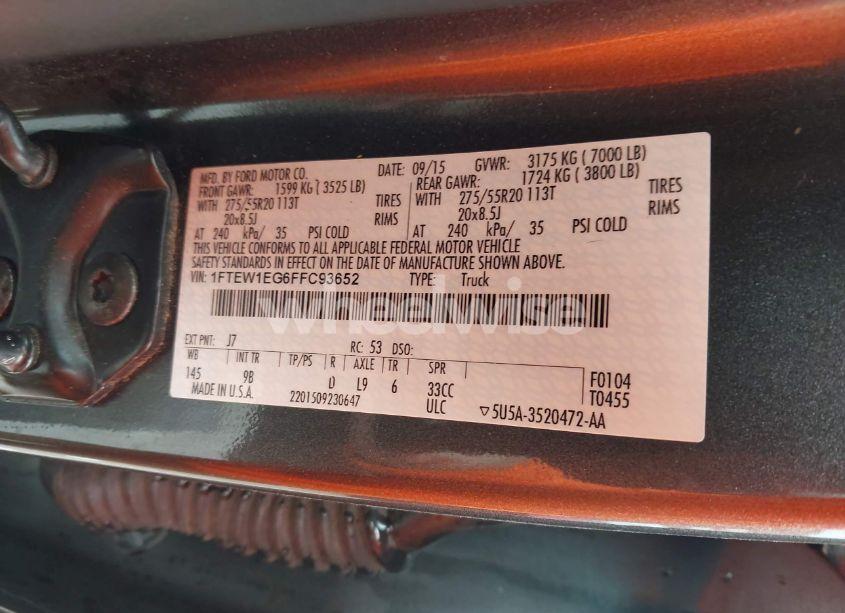 MFD. BY FORD MOTOR CO. DATE: 09/15 GVWR: 3175 KG ( 7000 LB)
FRONT GAWR: 1599 KG ( 3525 LB) REAR GAWR: 1724 KG ( 3800 LB)
WITH 275/55R20 113T TIRES WITH 275/55R20 113T TIRES
20x8.5J RIMS 20x8.5J RIMS
AT 240 kPa/ 35 PSI COLD AT 240 kPa/ 35 PSI COLD
THIS VEHICLE CONFORMS TO ALL APPLICABLE FEDERAL MOTOR VEHICLE
SAFETY STANDARDS IN EFFECT ON THE DATE OF MANUFACTURE SHOWN ABOVE.
VIN: 1FTEW1EG6FFC93652 TYPE: Truck
wheelwise
EXT PNT: J7 RC: 53 DSO:
WB INT TR TP/PS R AXLE TR SPR
145 9B D L9 6 33CC F0104
MADE IN U.S.A. 2201509230647 ULC T0455
▽5U5A-3520472-AA